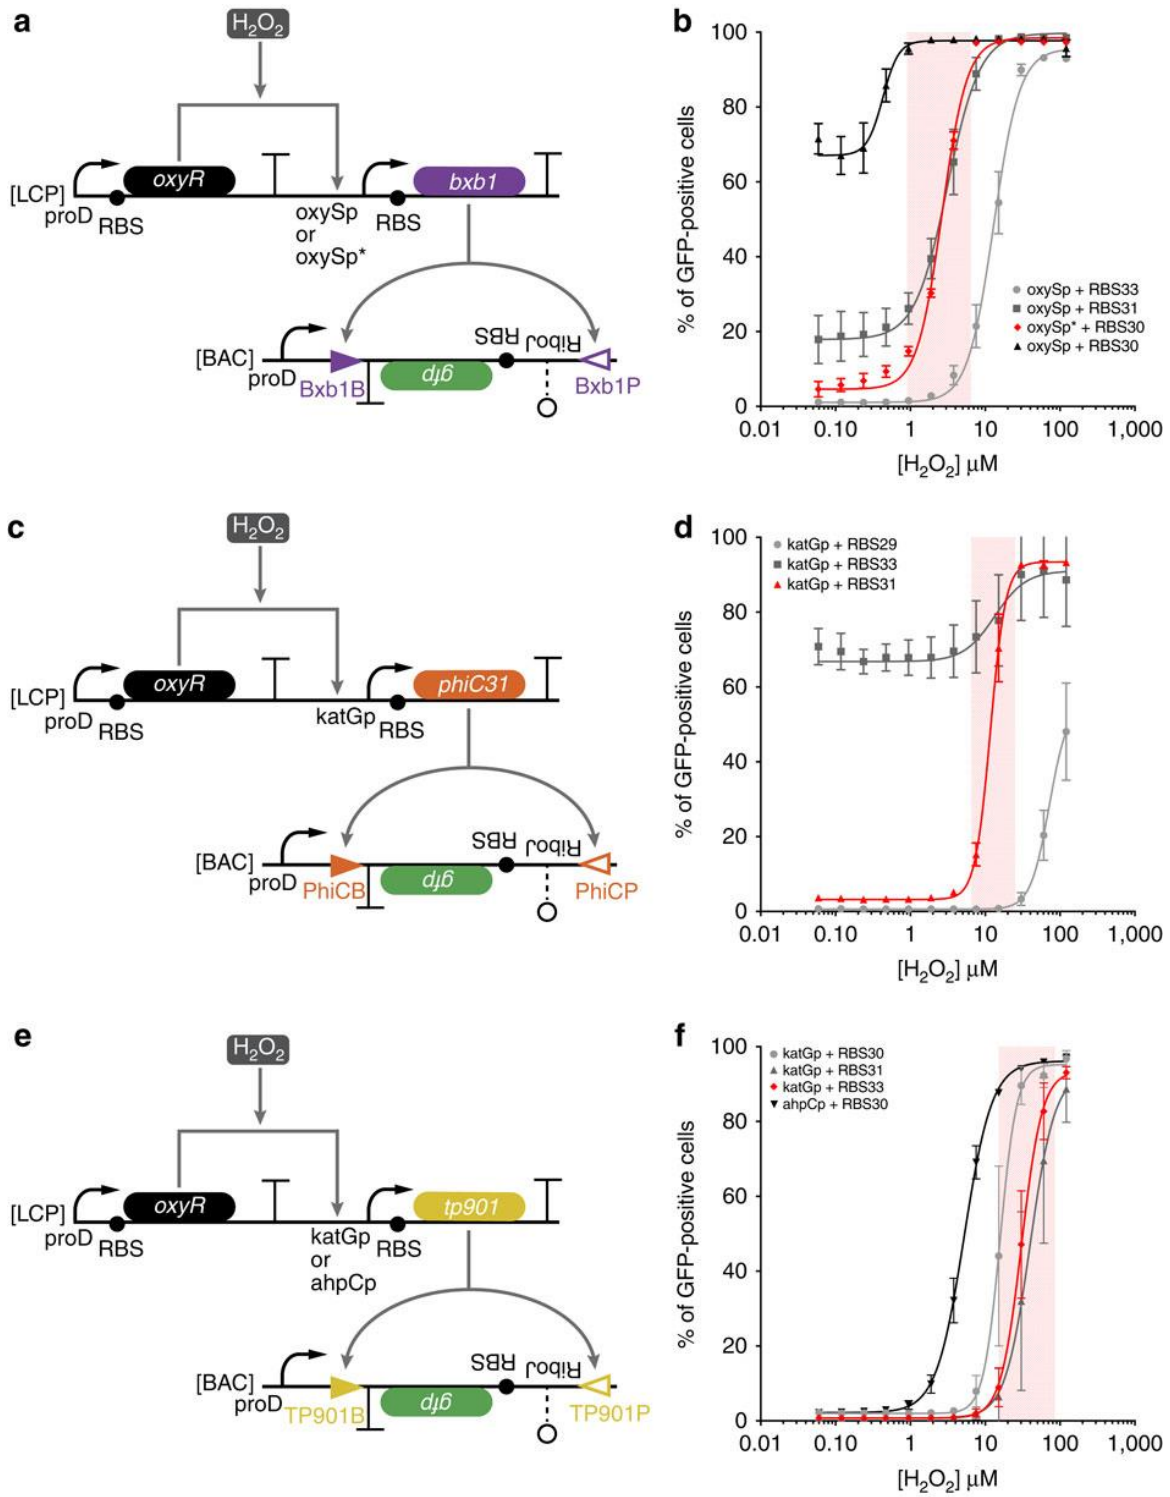 a
H₂O₂
oxyR
bxb1
[LCP]
proD
RBS
oxySp
or
oxySp*
RBS
[BAC]
proD
Bxb1B
gfp
RBS
RiboJ
Bxb1P
b
% of GFP-positive cells
100
80
60
40
20
0
oxySp + RBS33
oxySp + RBS31
oxySp* + RBS30
oxySp + RBS30
0.01
0.10
1
10
100
1,000
[H₂O₂] μM
c
H₂O₂
oxyR
phiC31
[LCP]
proD
RBS
katGp
RBS
[BAC]
proD
PhiCB
gfp
RBS
RiboJ
PhiCP
d
% of GFP-positive cells
100
80
60
40
20
0
katGp + RBS29
katGp + RBS33
katGp + RBS31
0.01
0.10
1
10
100
1,000
[H₂O₂] μM
e
H₂O₂
oxyR
tp901
[LCP]
proD
RBS
katGp
or
ahpCp
RBS
[BAC]
proD
TP901B
gfp
RBS
RiboJ
TP901P
f
% of GFP-positive cells
100
80
60
40
20
0
katGp + RBS30
katGp + RBS31
katGp + RBS33
ahpCp + RBS30
0.01
0.10
1
10
100
1,000
[H₂O₂] μM